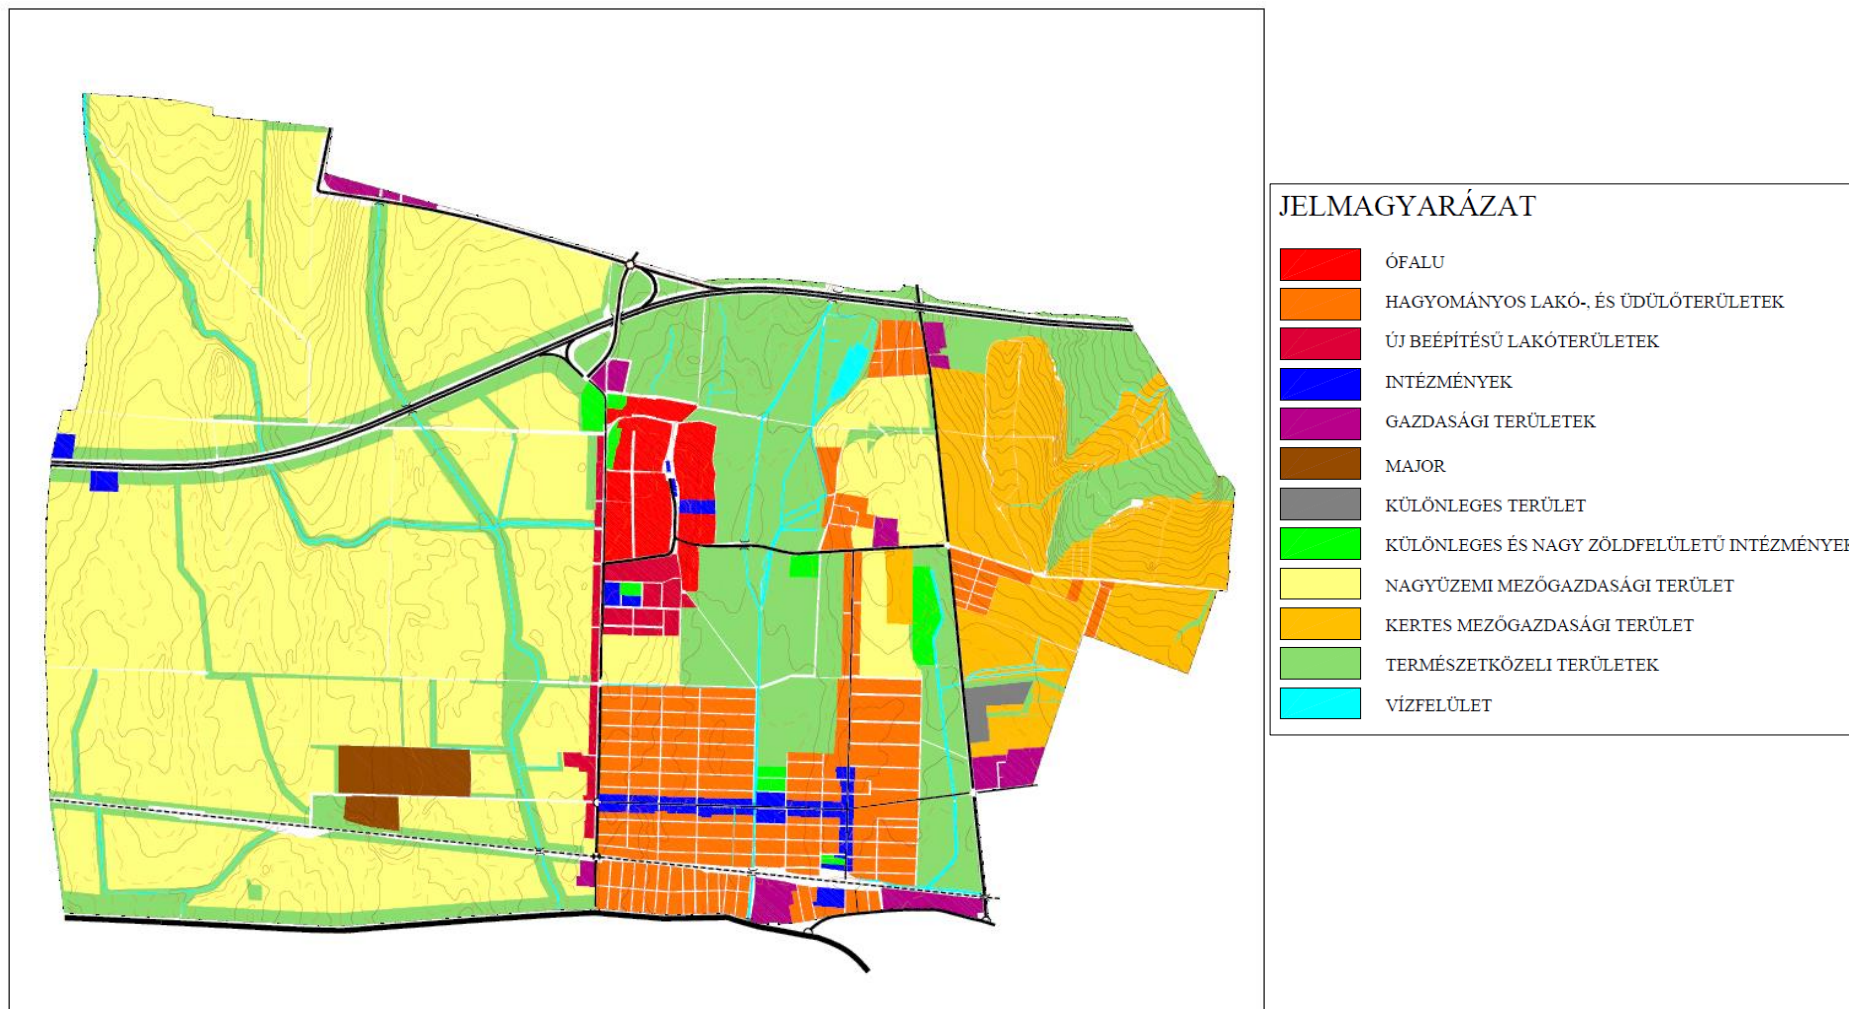 JELMAGYARÁZAT
ÓFALU
HAGYOMÁNYOS LAKÓ-, ÉS ÜDÜLŐTERÜLETEK
ÚJ BEÉPÍTÉSŰ LAKÓTERÜLETEK
INTÉZMÉNYEK
GAZDASÁGI TERÜLETEK
MAJOR
KÜLÖNLEGES TERÜLET
KÜLÖNLEGES ÉS NAGY ZÖLDFELÜLETŰ INTÉZMÉNYEK
NAGYÜZEMI MEZŐGAZDASÁGI TERÜLET
KERTES MEZŐGAZDASÁGI TERÜLET
TERMÉSZETKÖZELI TERÜLETEK
VÍZFELÜLET